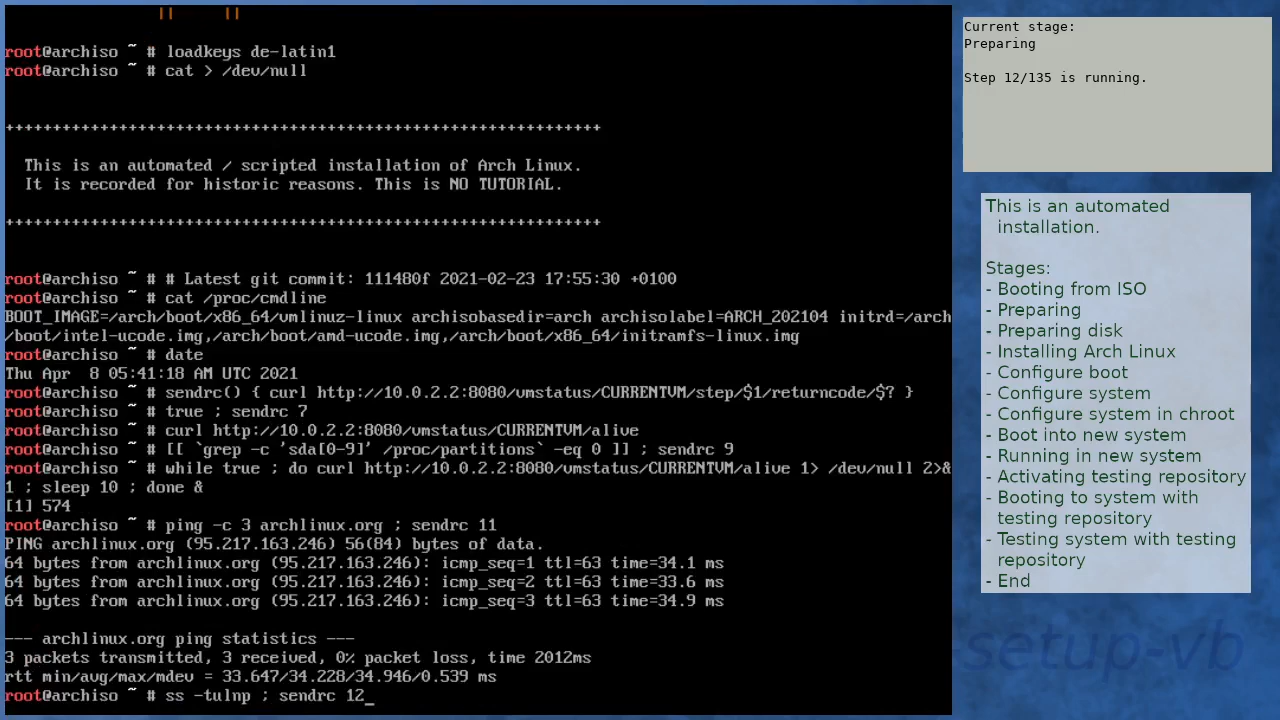 root@archiso ~ # loadkeys de-latin1
root@archiso ~ # cat > /dev/null
+++++++++++++++++++++++++++++++++++++++++++++++++++++++++++++++
This is an automated / scripted installation of Arch Linux.
It is recorded for historic reasons. This is NO TUTORIAL.
+++++++++++++++++++++++++++++++++++++++++++++++++++++++++++++++
root@archiso ~ # # Latest git commit: 111480f 2021-02-23 17:55:30 +0100
root@archiso ~ # cat /proc/cmdline
BOOT_IMAGE=/arch/boot/x86_64/vmlinuz-linux archisobasedir=arch archisolabel=ARCH_202104 initrd=/arch
/boot/intel-ucode.img,/arch/boot/amd-ucode.img,/arch/boot/x86_64/initramfs-linux.img
root@archiso ~ # date
Thu Apr  8 05:41:18 AM UTC 2021
root@archiso ~ # sendrc() { curl http://10.0.2.2:8080/vmstatus/CURRENTVM/step/$1/returncode/$? }
root@archiso ~ # true ; sendrc 7
root@archiso ~ # curl http://10.0.2.2:8080/vmstatus/CURRENTVM/alive
root@archiso ~ # [[ `grep -c 'sda[0-9]' /proc/partitions` -eq 0 ]] ; sendrc 9
root@archiso ~ # while true ; do curl http://10.0.2.2:8080/vmstatus/CURRENTVM/alive 1> /dev/null 2>&
1 ; sleep 10 ; done &
[1] 574
root@archiso ~ # ping -c 3 archlinux.org ; sendrc 11
PING archlinux.org (95.217.163.246) 56(84) bytes of data.
64 bytes from archlinux.org (95.217.163.246): icmp_seq=1 ttl=63 time=34.1 ms
64 bytes from archlinux.org (95.217.163.246): icmp_seq=2 ttl=63 time=33.6 ms
64 bytes from archlinux.org (95.217.163.246): icmp_seq=3 ttl=63 time=34.9 ms
--- archlinux.org ping statistics ---
3 packets transmitted, 3 received, 0% packet loss, time 2012ms
rtt min/avg/max/mdev = 33.647/34.228/34.946/0.539 ms
root@archiso ~ # ss -tulnp ; sendrc 12_
Current stage:
Preparing
Step 12/135 is running.
This is an automated
installation.
Stages:
- Booting from ISO
- Preparing
- Preparing disk
- Installing Arch Linux
- Configure boot
- Configure system
- Configure system in chroot
- Boot into new system
- Running in new system
- Activating testing repository
- Booting to system with
testing repository
- Testing system with testing
repository
- End
-setup-vb